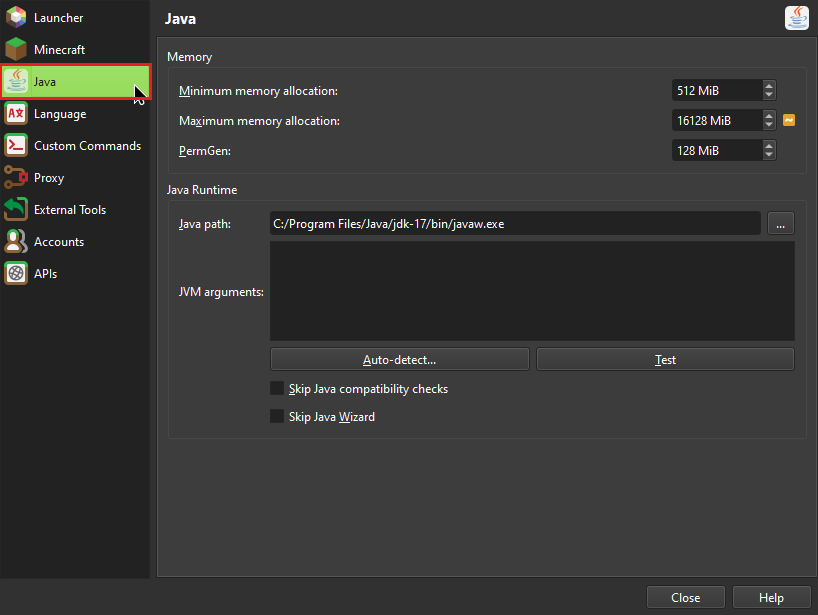 Launcher
Minecraft
Java
Language
Custom Commands
Proxy
External Tools
Accounts
APIs
Java
Memory
Minimum memory allocation: 512 MiB
Maximum memory allocation: 16128 MiB
PermGen: 128 MiB
Java Runtime
Java path: C:/Program Files/Java/jdk-17/bin/javaw.exe ...
JVM arguments:
Auto-detect... Test
Skip Java compatibility checks
Skip Java Wizard
Close Help